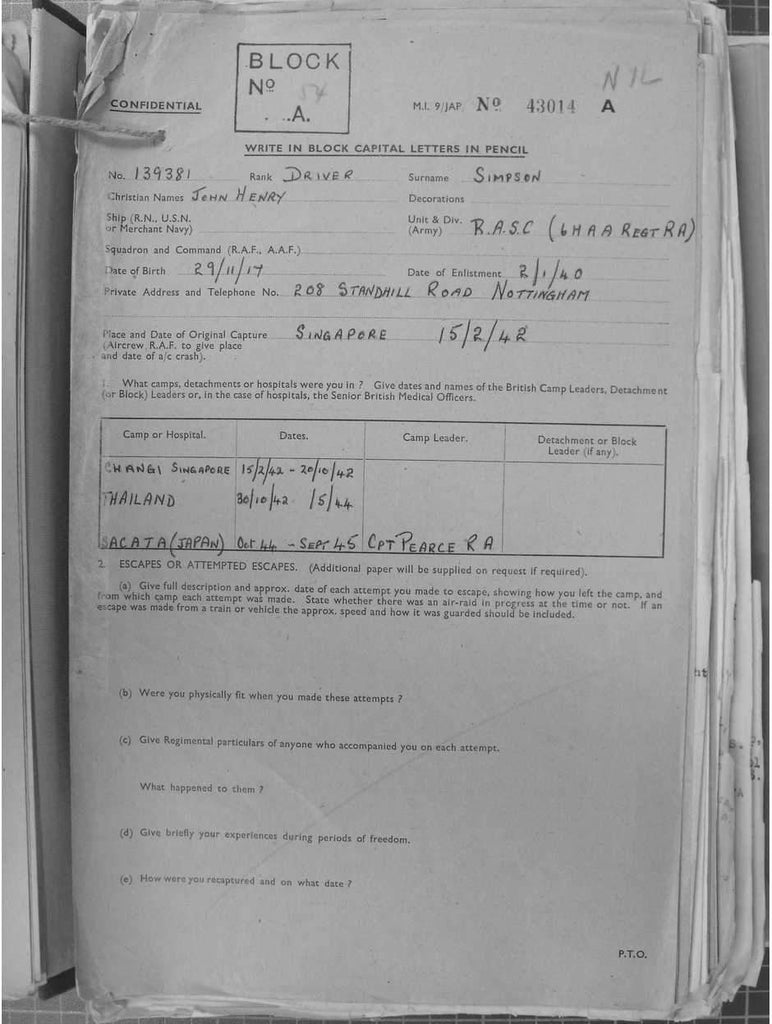 BLOCK
No
A.
NIL
CONFIDENTIAL
M.I. 9/JAP No 43014 A
WRITE IN BLOCK CAPITAL LETTERS IN PENCIL
No. 139381 Rank DRIVER Surname SIMPSON
Christian Names JOHN HENRY Decorations
Ship (R.N., U.S.N. or Merchant Navy) Unit & Div. (Army) R.A.S.C (6 H A A REGT RA)
Squadron and Command (R.A.F., A.A.F.)
Date of Birth 29/11/17 Date of Enlistment 2/1/40
Private Address and Telephone No. 208 STANDHILL ROAD NOTTINGHAM
Place and Date of Original Capture SINGAPORE 15/2/42
(Aircrew R.A.F. to give place
and date of a/c crash).
1. What camps, detachments or hospitals were you in ? Give dates and names of the British Camp Leaders, Detachment
(or Block) Leaders or, in the case of hospitals, the Senior British Medical Officers.
Camp or Hospital. Dates. Camp Leader. Detachment or Block Leader (if any).
CHANGI SINGAPORE 15/2/42 - 20/10/42
THAILAND 30/10/42 /5/44
SACATA (JAPAN) Oct 44 - SEPT 45 CPT PEARCE R A
2. ESCAPES OR ATTEMPTED ESCAPES. (Additional paper will be supplied on request if required).
(a) Give full description and approx. date of each attempt you made to escape, showing how you left the camp, and
from which camp each attempt was made. State whether there was an air-raid in progress at the time or not. If an
escape was made from a train or vehicle the approx. speed and how it was guarded should be included.
(b) Were you physically fit when you made these attempts ?
(c) Give Regimental particulars of anyone who accompanied you on each attempt.
What happened to them ?
(d) Give briefly your experiences during periods of freedom.
(e) How were you recaptured and on what date ?
P.T.O.